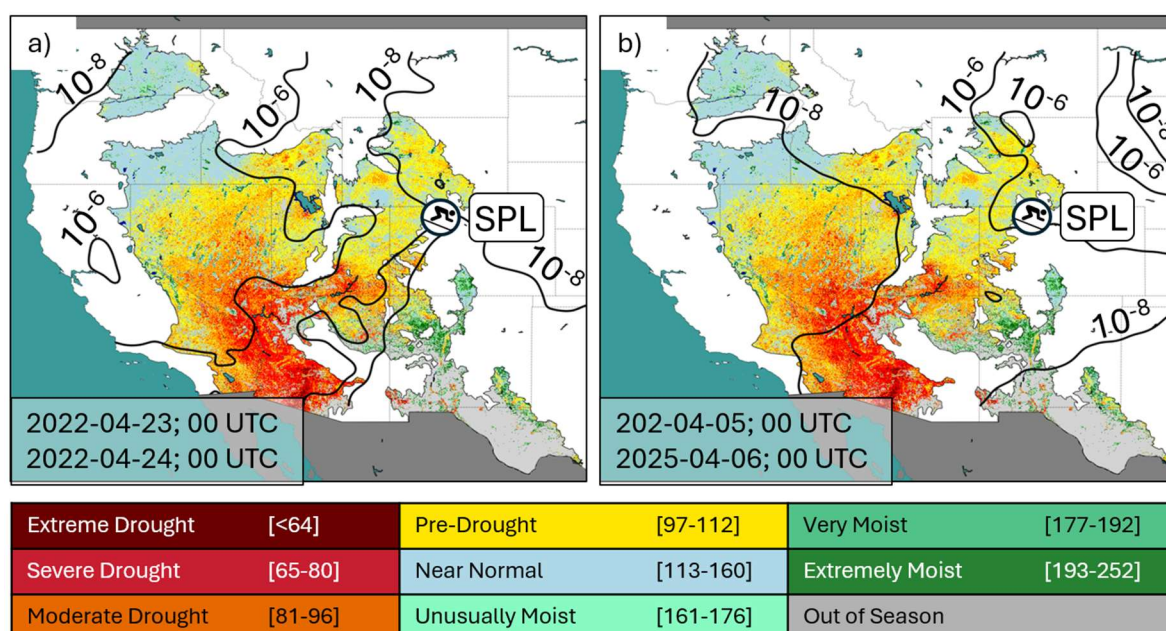 a)
10⁻⁸
10⁻⁶
10⁻⁸
10⁻⁶
SPL
10⁻⁸
2022-04-23; 00 UTC
2022-04-24; 00 UTC
b)
10⁻⁸
10⁻⁶
10⁻⁶
10⁻⁸
10⁻⁶
SPL
10⁻⁸
202-04-05; 00 UTC
2025-04-06; 00 UTC
Extreme Drought [<64] Pre-Drought [97-112] Very Moist [177-192]
Severe Drought [65-80] Near Normal [113-160] Extremely Moist [193-252]
Moderate Drought [81-96] Unusually Moist [161-176] Out of Season